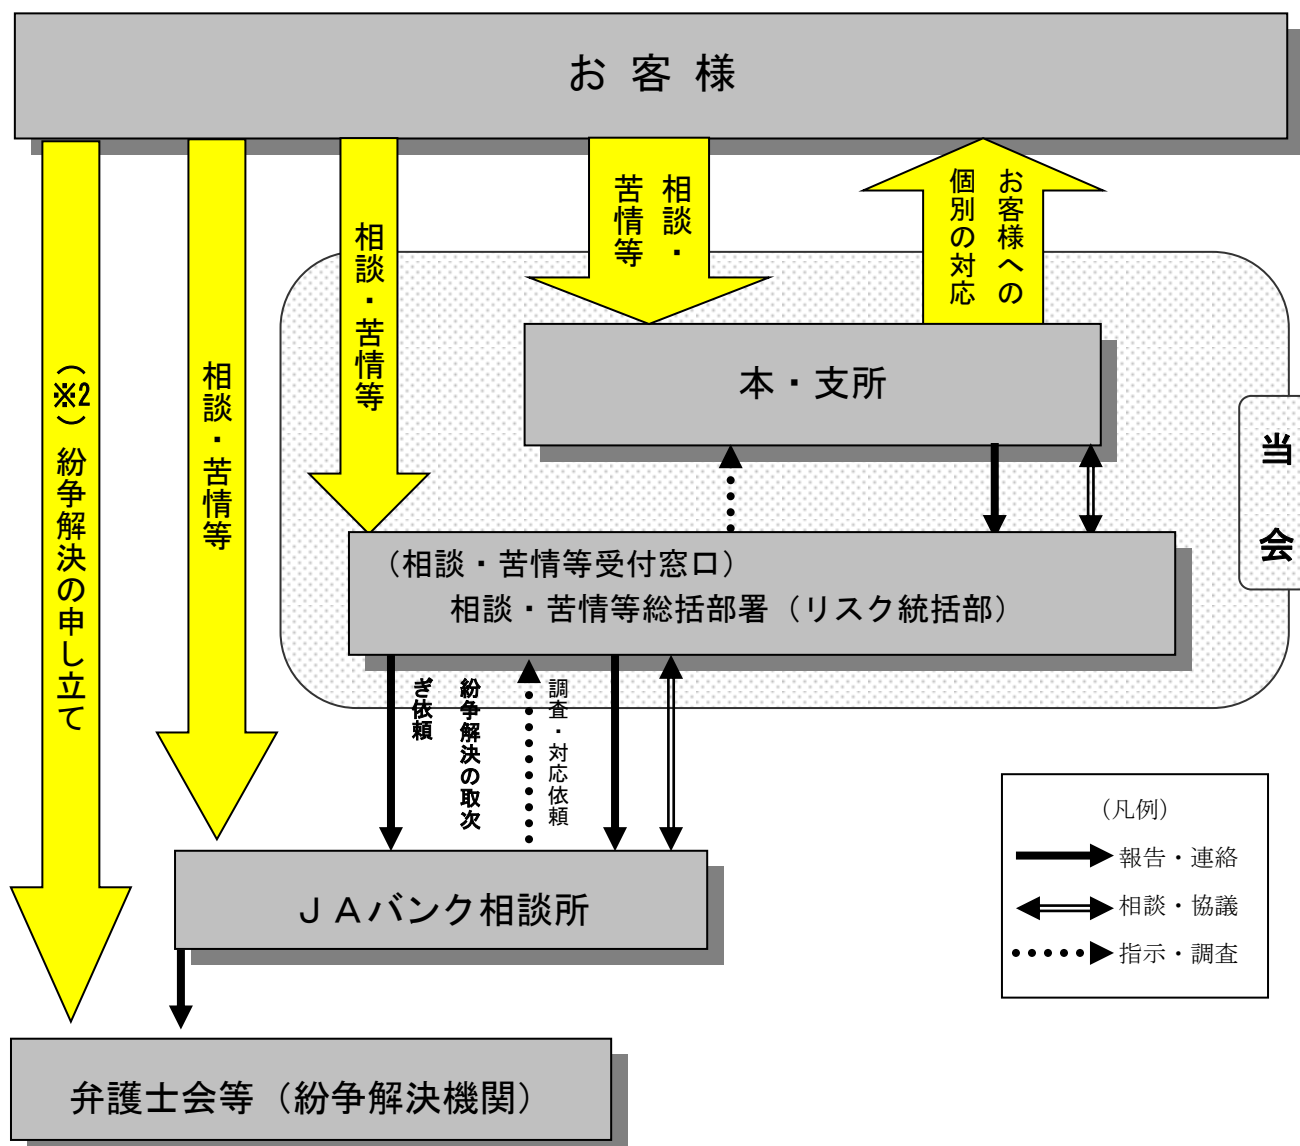 お 客 様
(※2)紛争解決の申し立て
相談・苦情等
相談・苦情等
相談・
苦情等
お客様への
個別の対応
本・支所
当 会
（相談・苦情等受付窓口）
相談・苦情等総括部署（リスク統括部）
紛争解決の取次
ぎ依頼
調査・対応依頼
ＪＡバンク相談所
弁護士会等（紛争解決機関）
（凡例）
報告・連絡
相談・協議
指示・調査